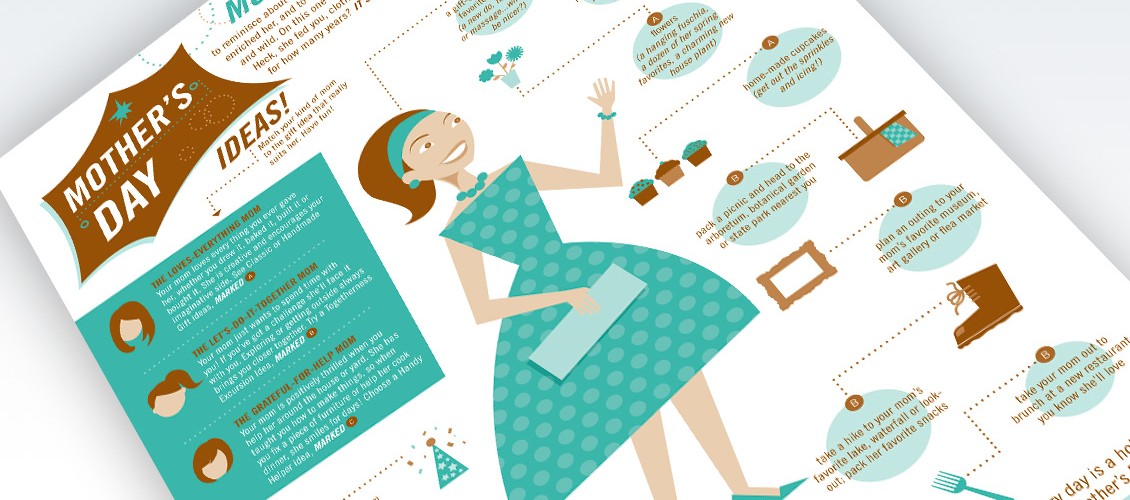 to reminisce about
enriched her, and to
and wild. On this one
Heck, she fed you, cloth
for how many years?
MOTHER'S
DAY
IDEAS!
Match your kind of mom
to the gift idea that really
suits her. Have fun!
THE LOVES-EVERYTHING MOM
Your mom loves everything you ever gave
her, whether you drew it, baked it, built it or
bought it. She is creative and encourages your
imaginative side. See Classic or Handmade
Gift ideas, MARKED A
THE LET'S-DO-IT-TOGETHER MOM
Your mom just wants to spend time with
you! If you've got a challenge she'll face it
with you. Exploring or getting outside always
brings you closer together. Try a Togetherness
Excursion Idea, MARKED B
THE GRATEFUL-FOR-HELP MOM
Your mom is positively thrilled when you
help her around the house or yard. She has
taught you how to make things, so when
you fix a piece of furniture or help her cook
dinner, she smiles for days! Choose a Handy
Helper Idea, MARKED C
(a new do,
or massage
be nicer?)
A
flowers
(a hanging fuschia,
a dozen of her spring
favorites, a charming new
house plant)
A
home-made cupcakes
(get out the sprinkles
and icing!)
B
pack a picnic and head to the
arboretum, botanical garden
or state park nearest you
B
plan an outing to your
mom's favorite museum,
art gallery or flea market
B
take a hike to your mom's
favorite lake, waterfall or look-
out; pack her favorite snacks
B
take your mom out to
brunch at a new restaurant
you know she'll love
day is a ho